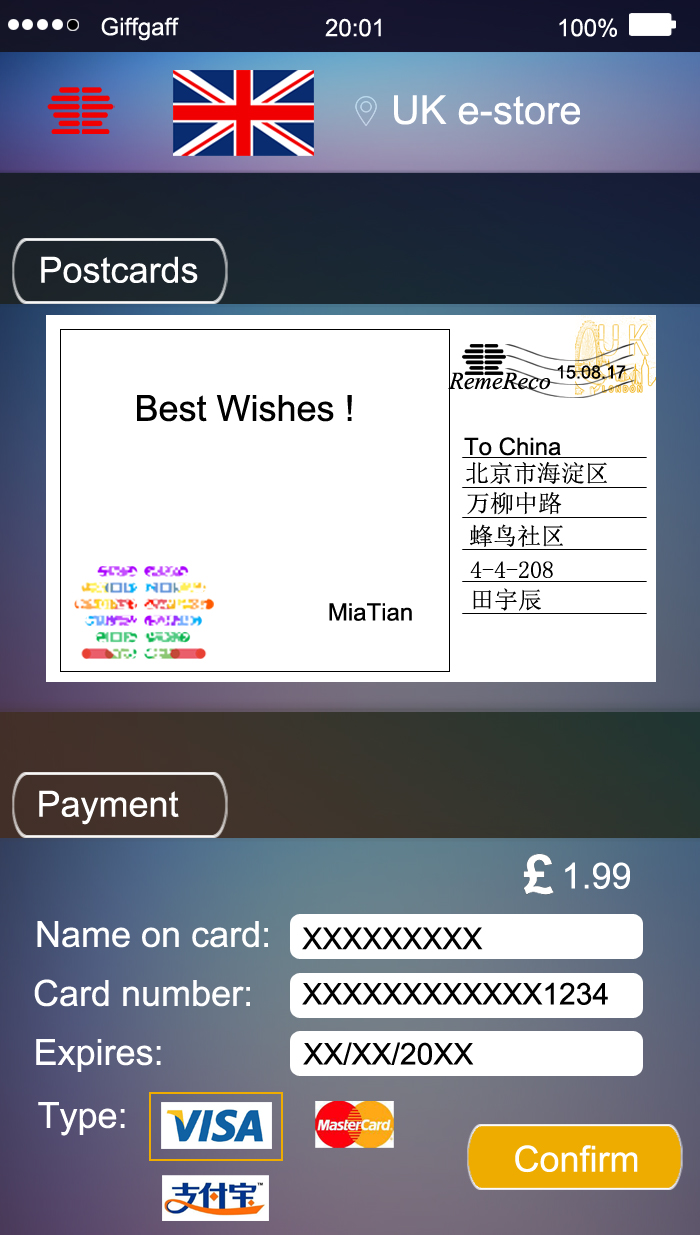 Giffgaff 20:01 100%
UK e-store
Postcards
Best Wishes !
MiaTian
RemeReco
15.08.17
UK
LONDON
To China
北京市海淀区
万柳中路
蜂鸟社区
4-4-208
田宇辰
Payment
£ 1.99
Name on card: XXXXXXXXX
Card number: XXXXXXXXXXXX1234
Expires: XX/XX/20XX
Type: VISA MasterCard
支付宝™
Confirm